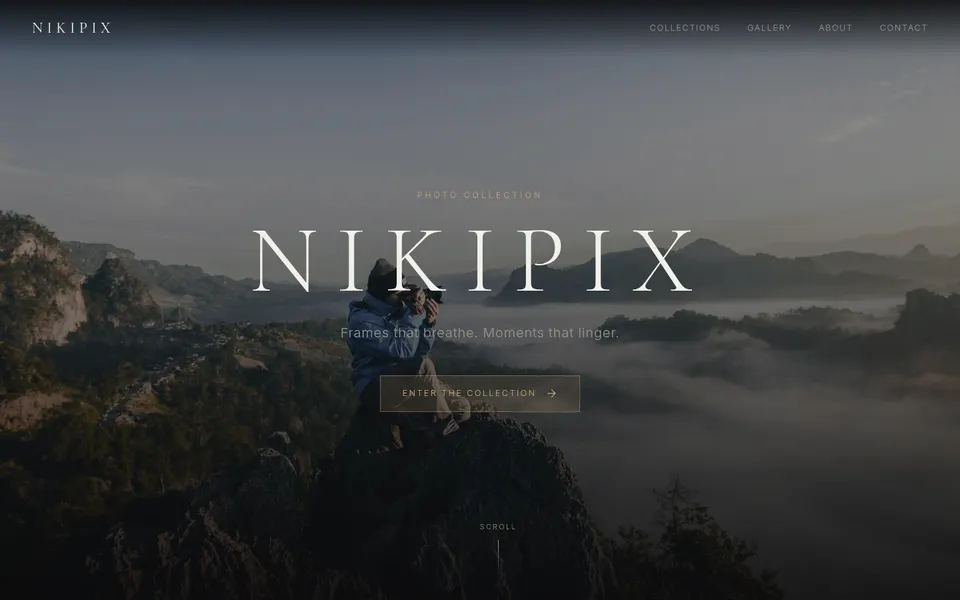 NIKIPIX
COLLECTIONS GALLERY ABOUT CONTACT
PHOTO COLLECTION
NIKIPIX
Frames that breathe. Moments that linger.
ENTER THE COLLECTION →
SCROLL